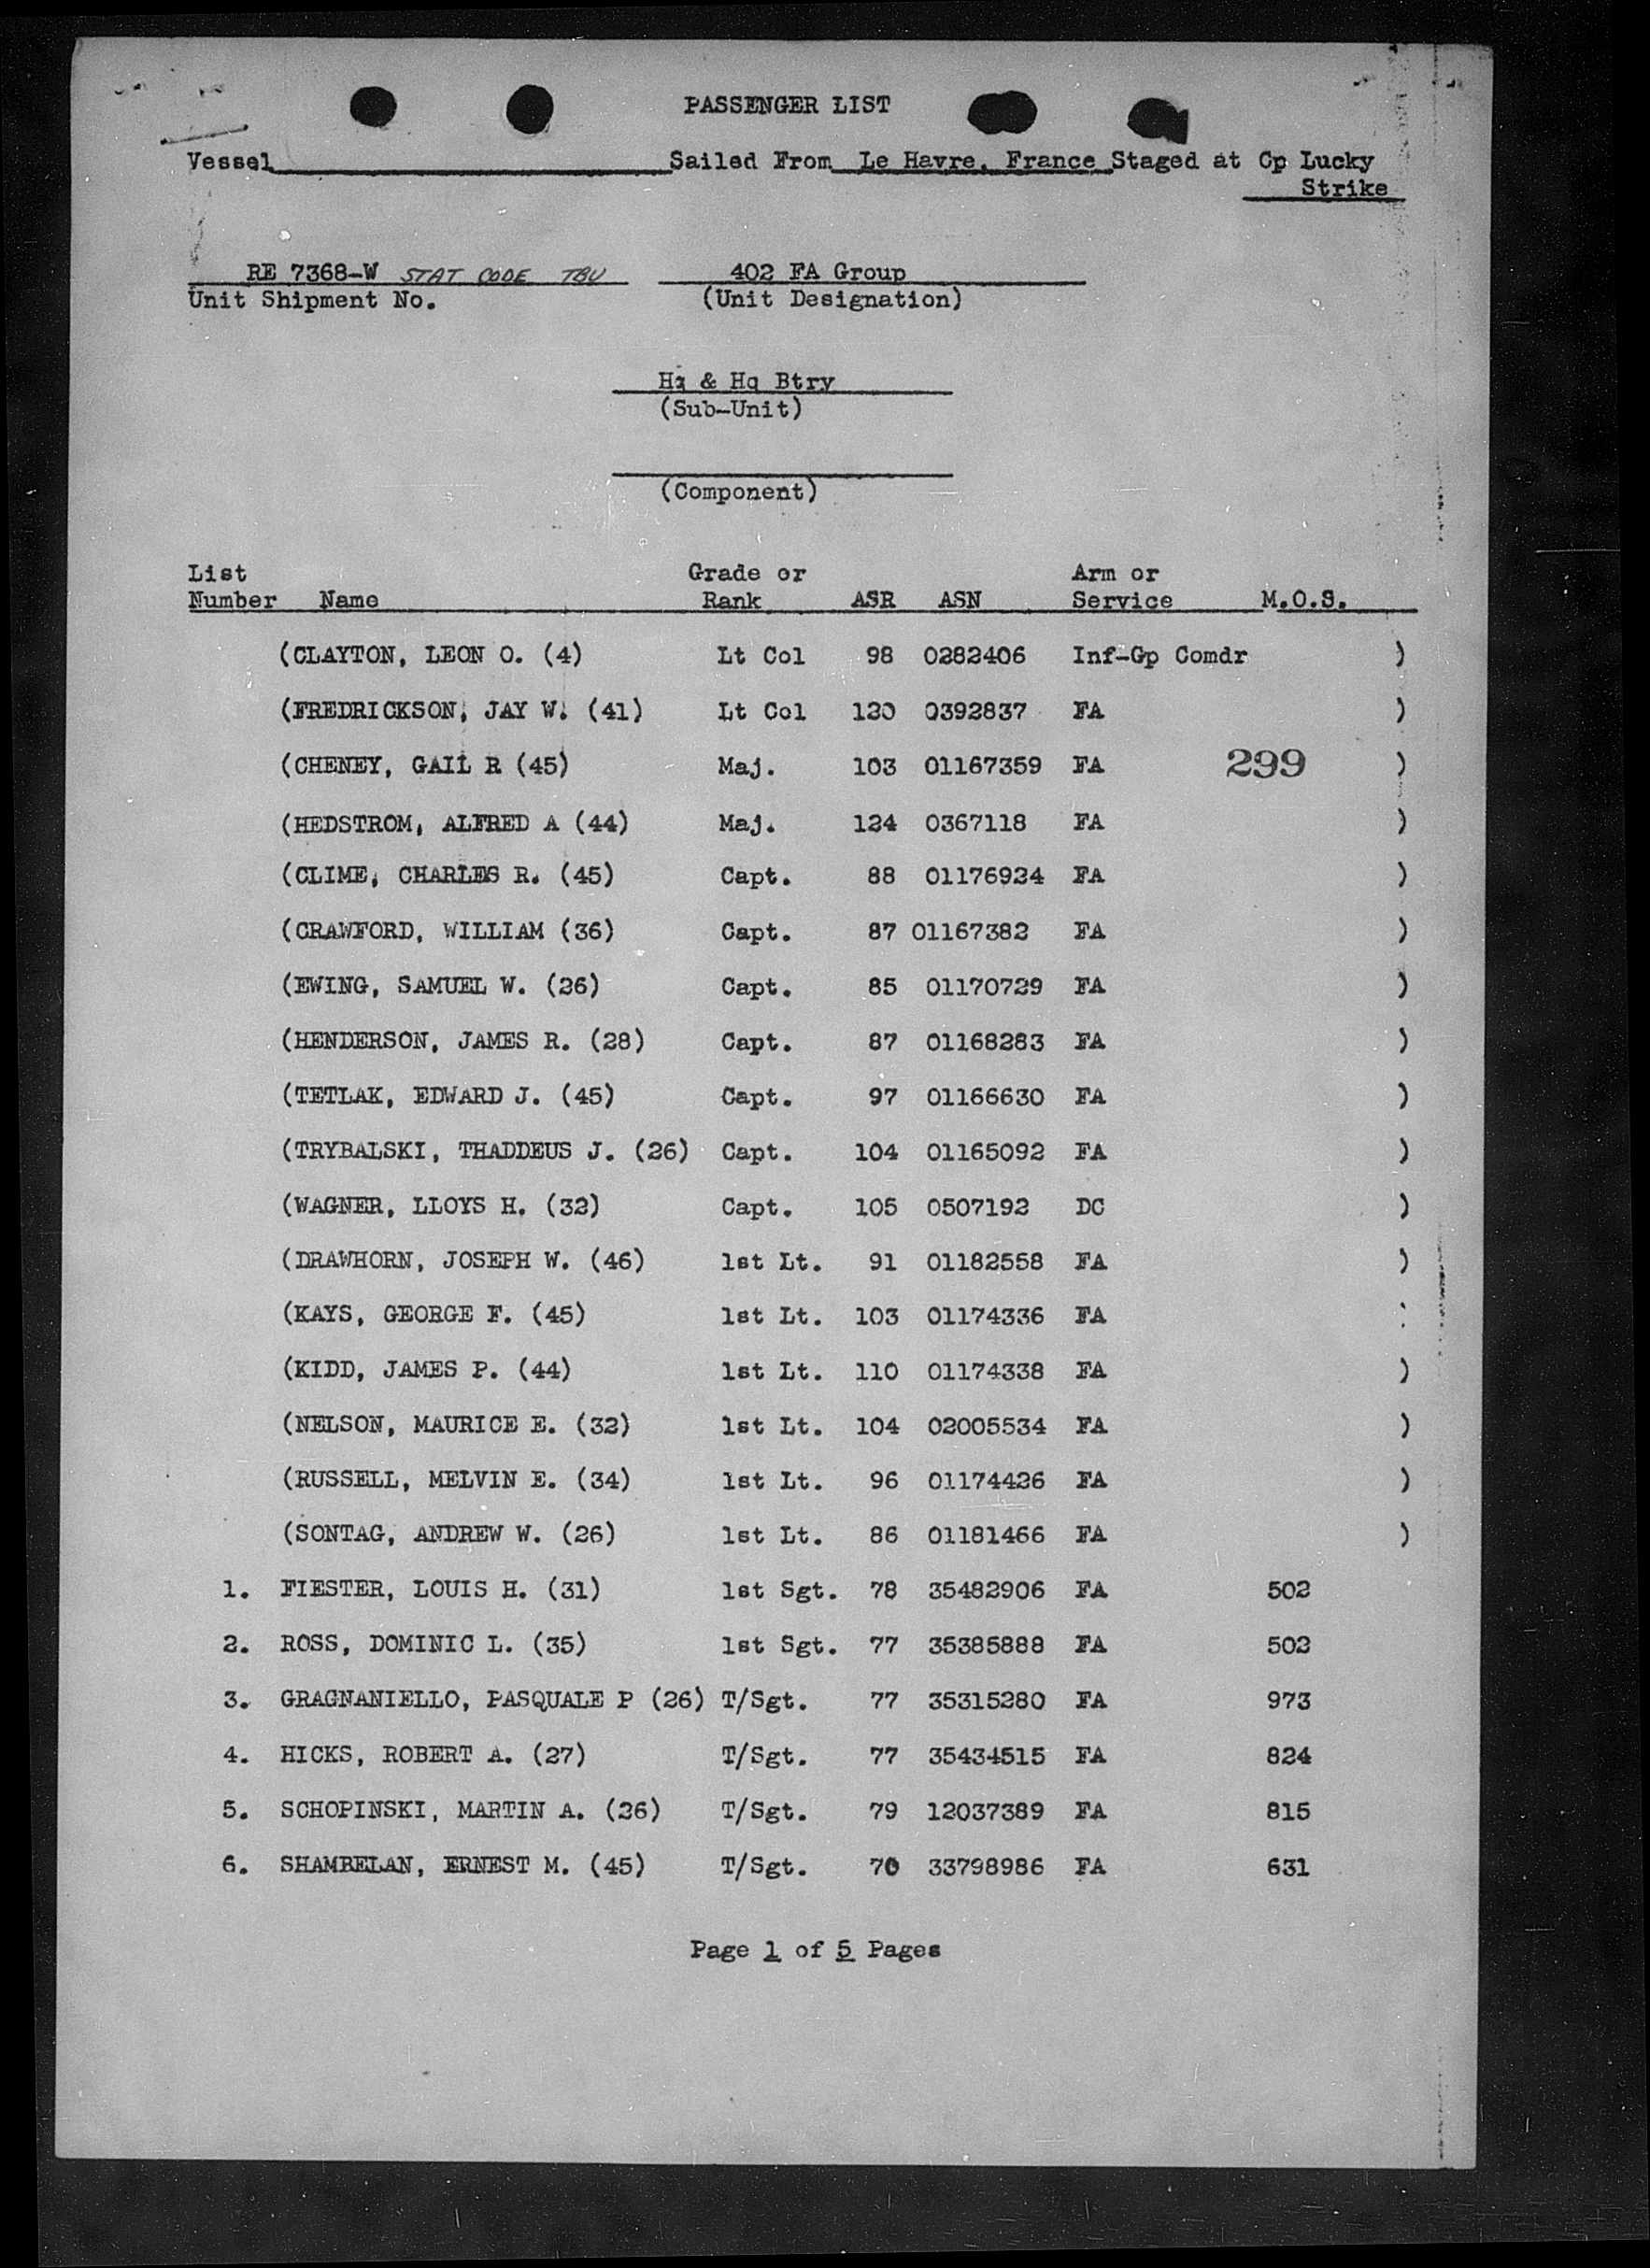 PASSENGER LIST
Vessel Sailed From Le Havre, France Staged at Cp Lucky
Strike
RE 7368-W STAT CODE TBU 402 FA Group
Unit Shipment No. (Unit Designation)
Hq & Hq Btry
(Sub-Unit)
(Component)
List Grade or Arm or
Number Name Rank ASR ASN Service M.O.S.
(CLAYTON, LEON O. (4) Lt Col 98 0282406 Inf-Gp Comdr )
(FREDRICKSON, JAY W. (41) Lt Col 120 0392837 FA )
(CHENEY, GAIL R (45) Maj. 103 01167359 FA 299 )
(HEDSTROM, ALFRED A (44) Maj. 124 0367118 FA )
(CLIME, CHARLES R. (45) Capt. 88 01176924 FA )
(CRAWFORD, WILLIAM (36) Capt. 87 01167382 FA )
(EWING, SAMUEL W. (26) Capt. 85 01170729 FA )
(HENDERSON, JAMES R. (28) Capt. 87 01168283 FA )
(TETLAK, EDWARD J. (45) Capt. 97 01166630 FA )
(TRYBALSKI, THADDEUS J. (26) Capt. 104 01165092 FA )
(WAGNER, LLOYS H. (32) Capt. 105 0507192 DC )
(DRAWHORN, JOSEPH W. (46) 1st Lt. 91 01182558 FA )
(KAYS, GEORGE F. (45) 1st Lt. 103 01174336 FA )
(KIDD, JAMES P. (44) 1st Lt. 110 01174338 FA )
(NELSON, MAURICE E. (32) 1st Lt. 104 02005534 FA )
(RUSSELL, MELVIN E. (34) 1st Lt. 96 01174426 FA )
(SONTAG, ANDREW W. (26) 1st Lt. 86 01181466 FA )
1. FIESTER, LOUIS H. (31) 1st Sgt. 78 35482906 FA 502
2. ROSS, DOMINIC L. (35) 1st Sgt. 77 35385888 FA 502
3. GRAGNANIELLO, PASQUALE P (26) T/Sgt. 77 35315280 FA 973
4. HICKS, ROBERT A. (27) T/Sgt. 77 35434515 FA 824
5. SCHOPINSKI, MARTIN A. (26) T/Sgt. 79 12037389 FA 815
6. SHAMBELAN, ERNEST M. (45) T/Sgt. 70 33798986 FA 631
Page 1 of 5 Pages